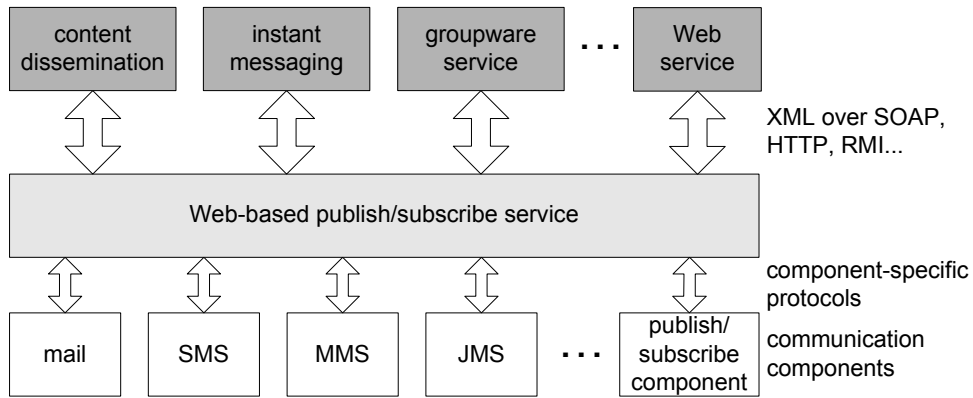 content
dissemination
instant
messaging
groupware
service
...
Web
service
XML over SOAP,
HTTP, RMI...
Web-based publish/subscribe service
component-specific
protocols
mail
SMS
MMS
JMS
...
publish/
subscribe
component
communication
components